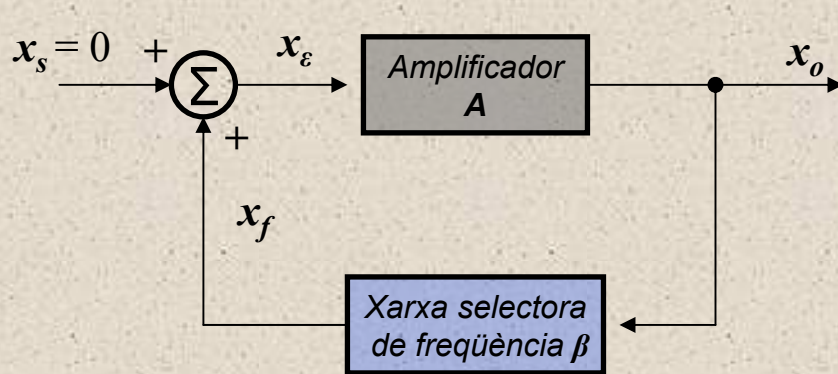 x_s = 0
+
x_ε
Σ
+
Amplificador
A
x_o
x_f
Xarxa selectora
de freqüència β